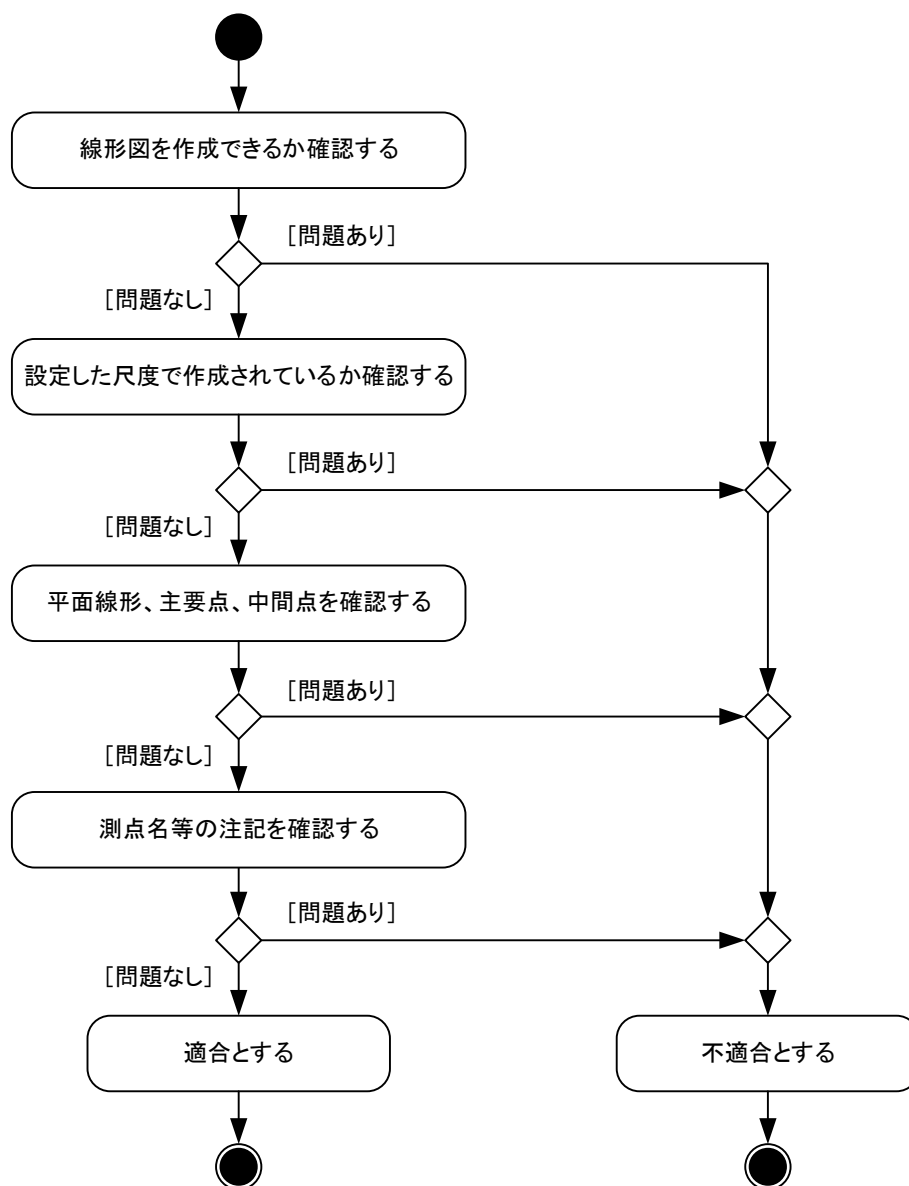 線形図を作成できるか確認する
[問題あり]
[問題なし]
設定した尺度で作成されているか確認する
[問題あり]
[問題なし]
平面線形、主要点、中間点を確認する
[問題あり]
[問題なし]
測点名等の注記を確認する
[問題あり]
[問題なし]
適合とする
不適合とする